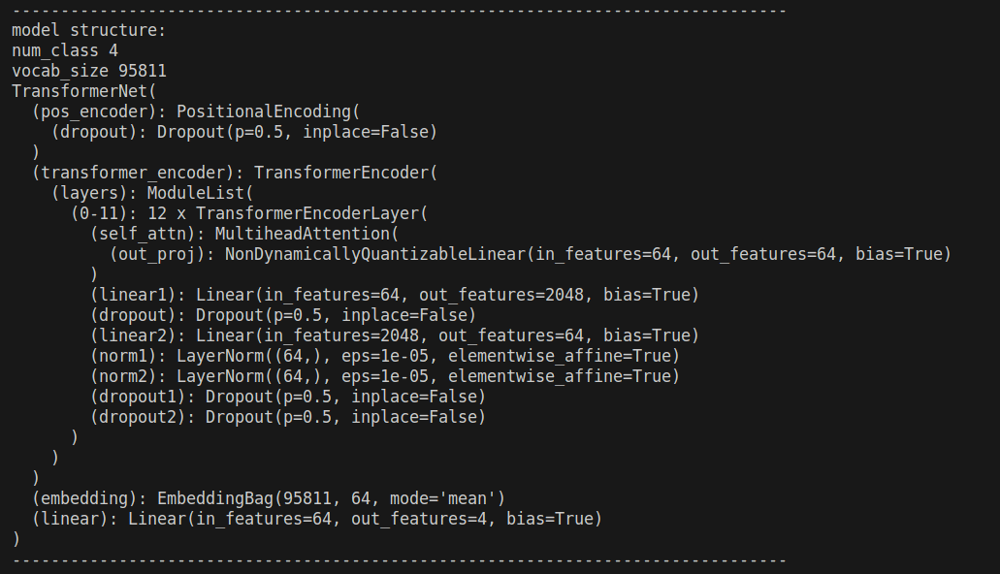 --------------------------------------------------------------------------------
model structure:
num_class 4
vocab_size 95811
TransformerNet(
  (pos_encoder): PositionalEncoding(
    (dropout): Dropout(p=0.5, inplace=False)
  )
  (transformer_encoder): TransformerEncoder(
    (layers): ModuleList(
      (0-11): 12 x TransformerEncoderLayer(
        (self_attn): MultiheadAttention(
          (out_proj): NonDynamicallyQuantizableLinear(in_features=64, out_features=64, bias=True)
        )
        (linear1): Linear(in_features=64, out_features=2048, bias=True)
        (dropout): Dropout(p=0.5, inplace=False)
        (linear2): Linear(in_features=2048, out_features=64, bias=True)
        (norm1): LayerNorm((64,), eps=1e-05, elementwise_affine=True)
        (norm2): LayerNorm((64,), eps=1e-05, elementwise_affine=True)
        (dropout1): Dropout(p=0.5, inplace=False)
        (dropout2): Dropout(p=0.5, inplace=False)
      )
    )
  )
  (embedding): EmbeddingBag(95811, 64, mode='mean')
  (linear): Linear(in_features=64, out_features=4, bias=True)
)
--------------------------------------------------------------------------------